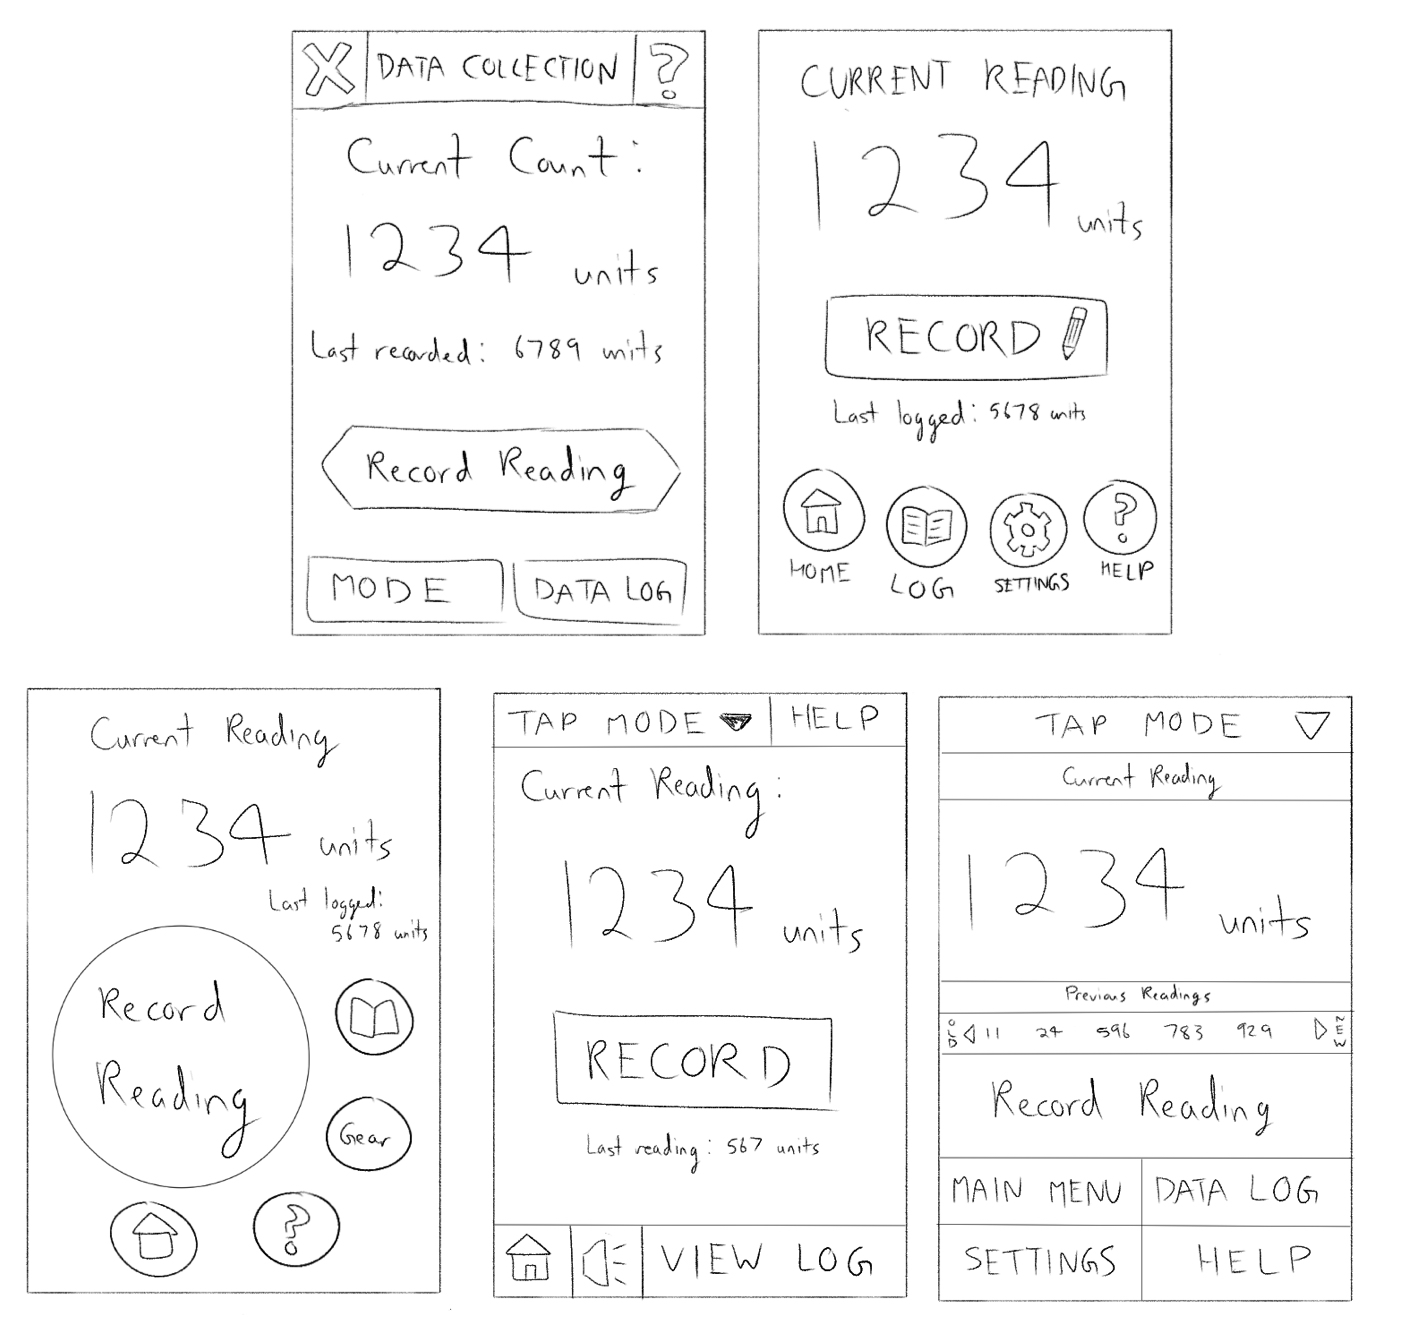 X DATA COLLECTION ?
Current Count:
1234 units
Last recorded: 6789 units
Record Reading
MODE DATA LOG
CURRENT READING
1234 units
RECORD
Last logged: 5678 units
?
HOME LOG SETTINGS HELP
Current Reading
1234 units
Last logged:
5678 units
Record
Reading
Gear
?
TAP MODE HELP
Current Reading:
1234 units
RECORD
Last reading: 567 units
VIEW LOG
TAP MODE
Current Reading
1234 units
Previous Readings
OLD 11 24 596 783 929 NEW
Record Reading
MAIN MENU DATA LOG
SETTINGS HELP